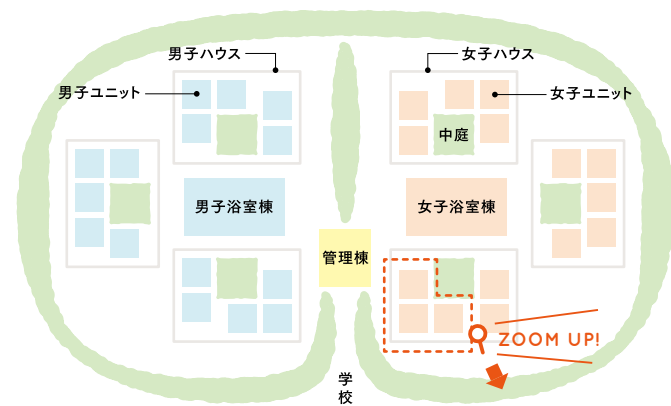 男子ハウス
女子ハウス
男子ユニット
女子ユニット
中庭
男子浴室棟
女子浴室棟
管理棟
ZOOM UP!
学校